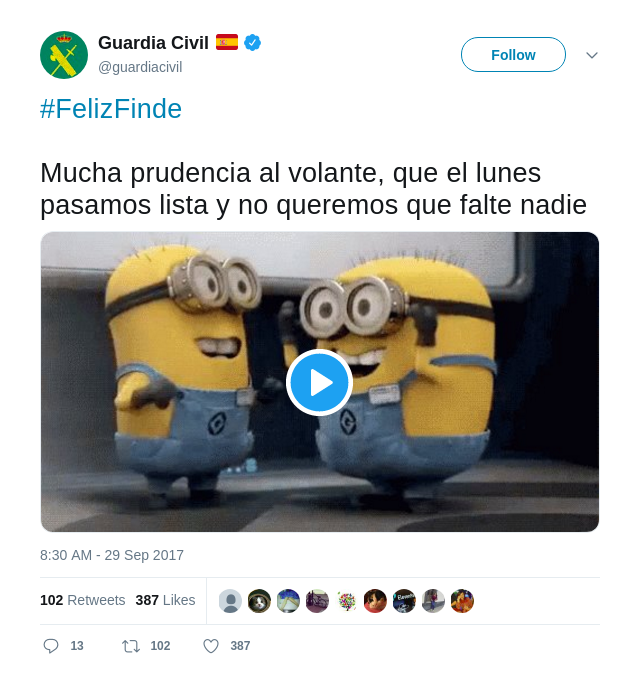 Guardia Civil 🇪🇸
@guardiacivil
Follow
#FelizFinde
Mucha prudencia al volante, que el lunes
pasamos lista y no queremos que falte nadie
8:30 AM - 29 Sep 2017
102 Retweets 387 Likes
13 102 387